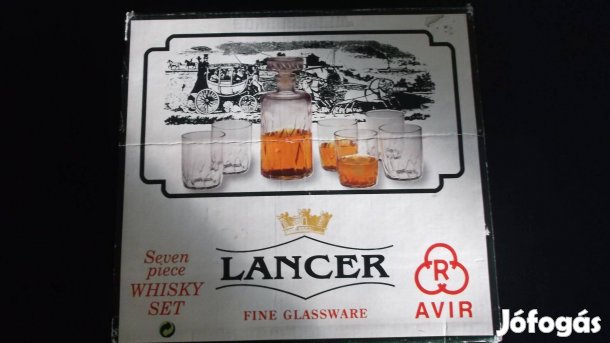 Seven
piece
WHISKY
SET
LANCER
FINE GLASSWARE
R
AVIR
Jófogás